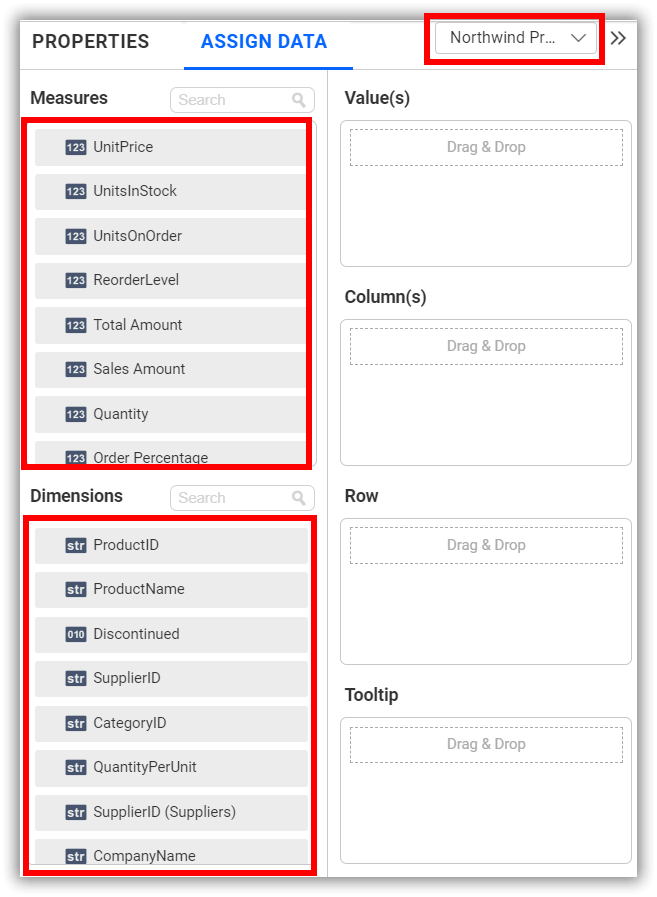 PROPERTIES
ASSIGN DATA
Northwind Pr...
Measures
Search
123 UnitPrice
123 UnitsInStock
123 UnitsOnOrder
123 ReorderLevel
123 Total Amount
123 Sales Amount
123 Quantity
123 Order Percentage
Dimensions
Search
str ProductID
str ProductName
010 Discontinued
str SupplierID
str CategoryID
str QuantityPerUnit
str SupplierID (Suppliers)
str CompanyName
Value(s)
Drag & Drop
Column(s)
Drag & Drop
Row
Drag & Drop
Tooltip
Drag & Drop